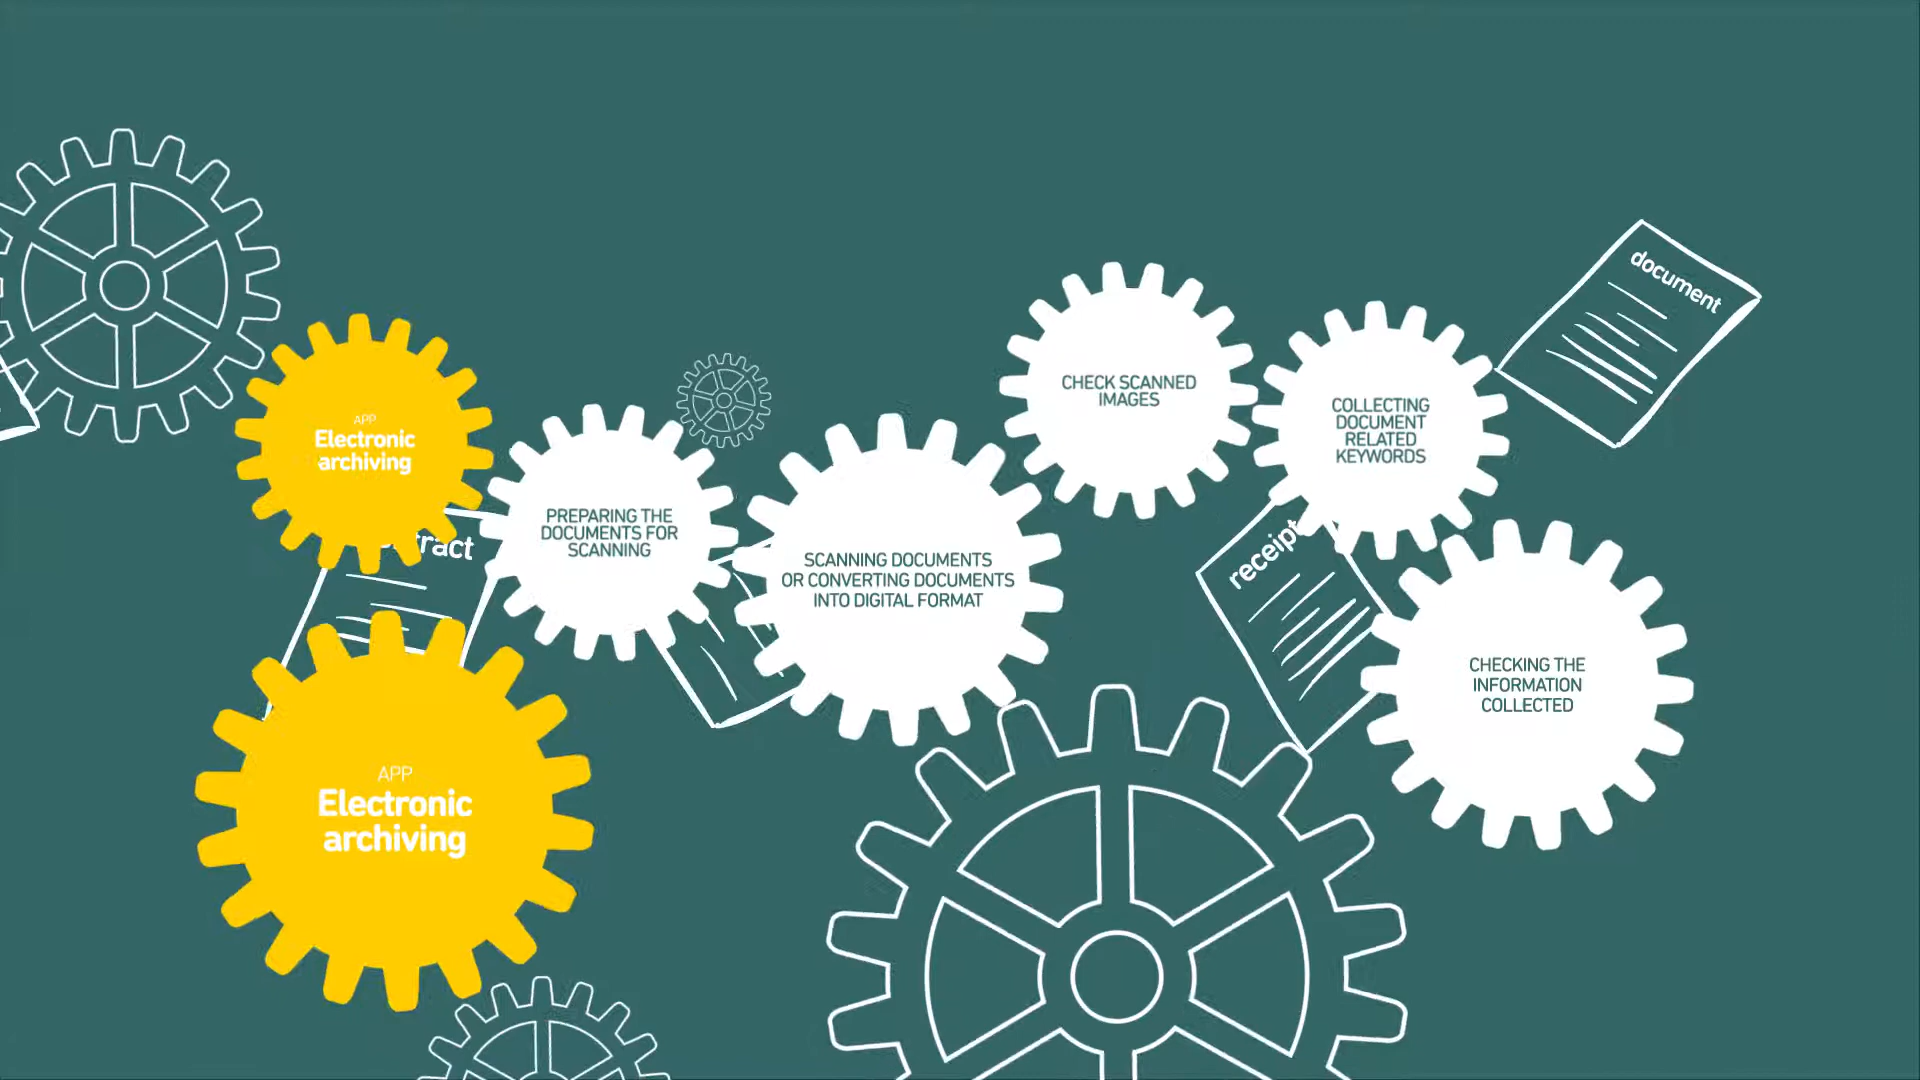 APP
Electronic
archiving
PREPARING THE
DOCUMENTS FOR
SCANNING
SCANNING DOCUMENTS
OR CONVERTING DOCUMENTS
INTO DIGITAL FORMAT
CHECK SCANNED
IMAGES
COLLECTING
DOCUMENT
RELATED
KEYWORDS
CHECKING THE
INFORMATION
COLLECTED
document
receipt
APP
Electronic
archiving